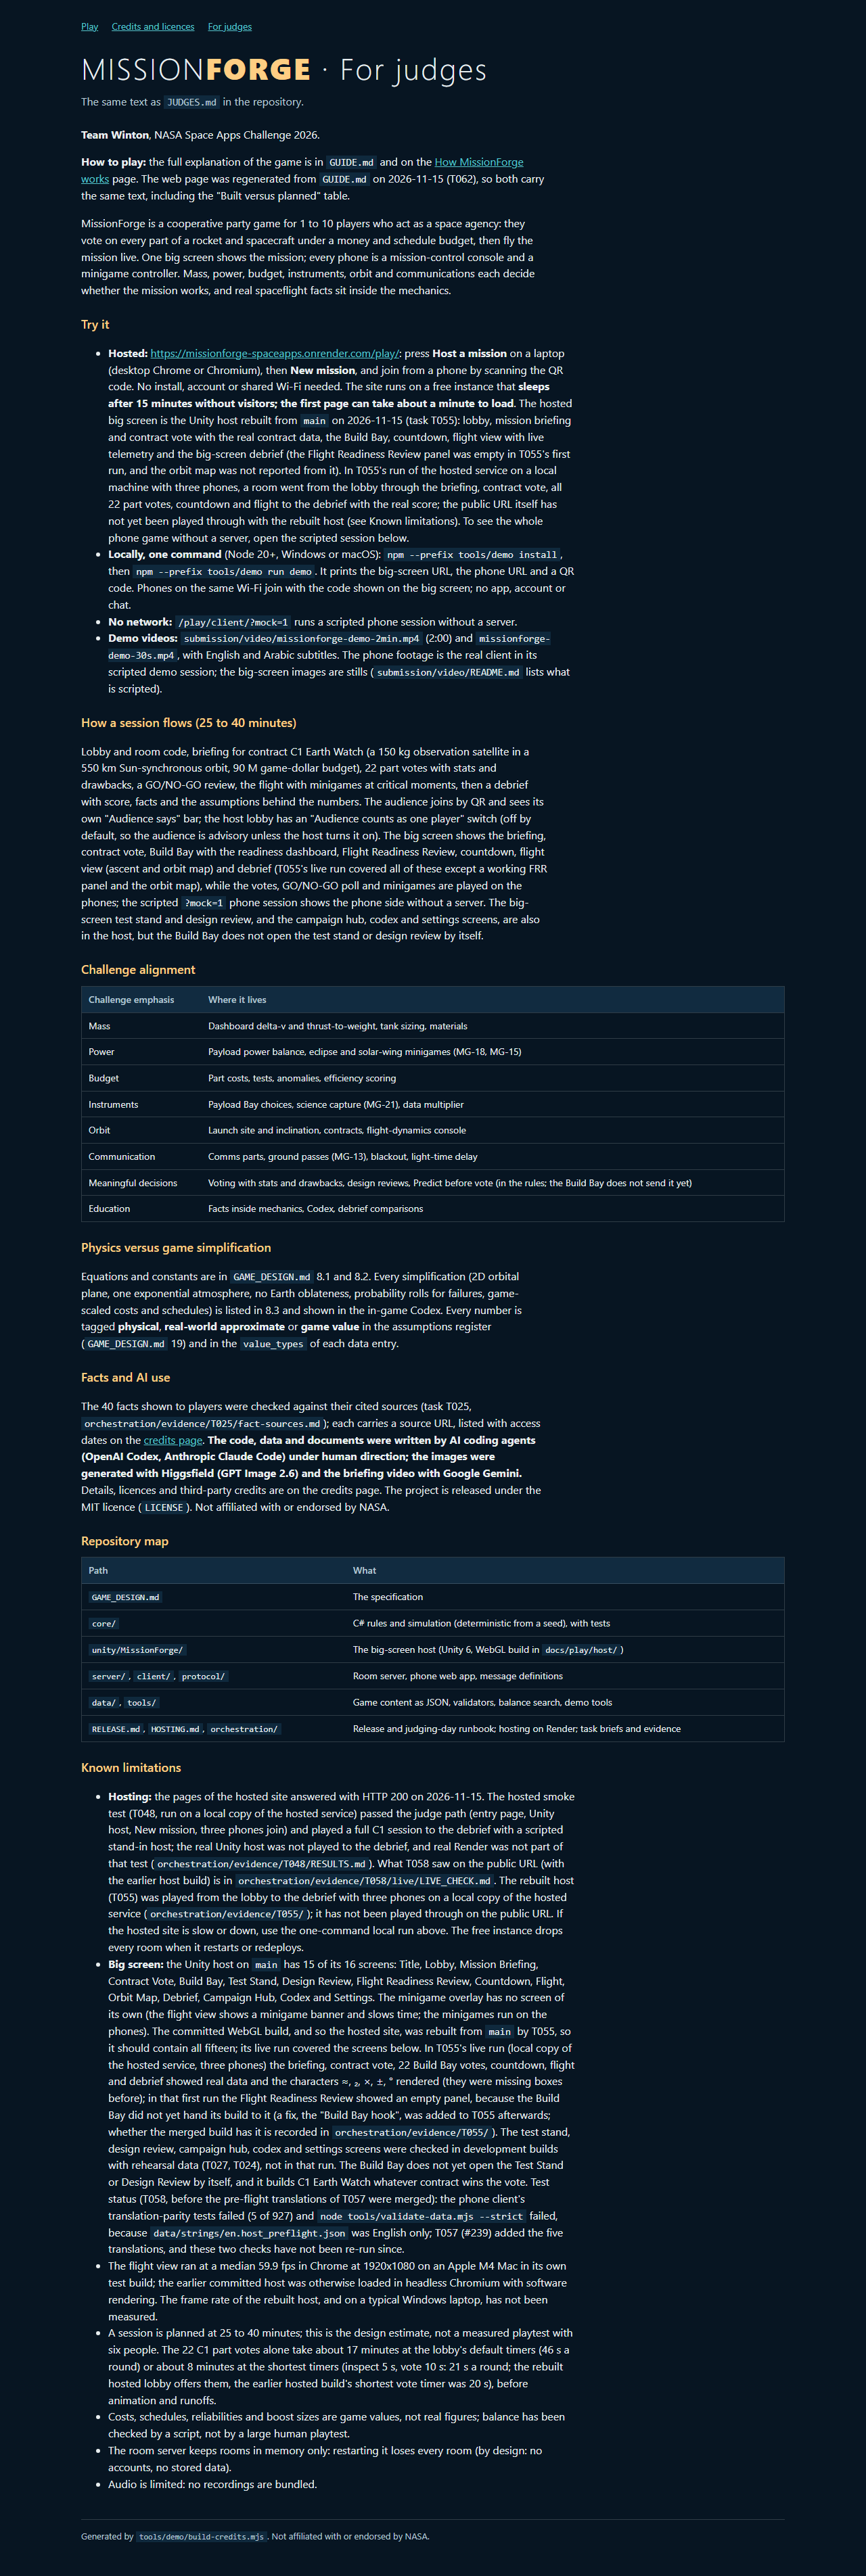 Play Credits and licences For judges
MISSIONFORGE · For judges
The same text as JUDGES.md in the repository.
Team Winton, NASA Space Apps Challenge 2026.
How to play: the full explanation of the game is in GUIDE.md and on the How MissionForge
works page. The web page was regenerated from GUIDE.md on 2026-11-15 (T062), so both carry
the same text, including the "Built versus planned" table.
MissionForge is a cooperative party game for 1 to 10 players who act as a space agency: they
vote on every part of a rocket and spacecraft under a money and schedule budget, then fly the
mission live. One big screen shows the mission; every phone is a mission-control console and a
minigame controller. Mass, power, budget, instruments, orbit and communications each decide
whether the mission works, and real spaceflight facts sit inside the mechanics.
Try it
• Hosted: https://missionforge-spaceapps.onrender.com/play/: press Host a mission on a laptop
(desktop Chrome or Chromium), then New mission, and join from a phone by scanning the QR
code. No install, account or shared Wi-Fi needed. The site runs on a free instance that sleeps
after 15 minutes without visitors; the first page can take about a minute to load. The hosted
big screen is the Unity host rebuilt from main on 2026-11-15 (task T055): lobby, mission briefing
and contract vote with the real contract data, the Build Bay, countdown, flight view with live
telemetry and the big-screen debrief (the Flight Readiness Review panel was empty in T055's first
run, and the orbit map was not reported from it). In T055's run of the hosted service on a local
machine with three phones, a room went from the lobby through the briefing, contract vote, all
22 part votes, countdown and flight to the debrief with the real score; the public URL itself has
not yet been played through with the rebuilt host (see Known limitations). To see the whole
phone game without a server, open the scripted session below.
• Locally, one command (Node 20+, Windows or macOS): npm --prefix tools/demo install,
then npm --prefix tools/demo run demo. It prints the big-screen URL, the phone URL and a QR
code. Phones on the same Wi-Fi join with the code shown on the big screen; no app, account or
chat.
• No network: /play/client/?mock=1 runs a scripted phone session without a server.
• Demo videos: submission/video/missionforge-demo-2min.mp4 (2:00) and missionforge-
demo-30s.mp4, with English and Arabic subtitles. The phone footage is the real client in its
scripted demo session; the big-screen images are stills (submission/video/README.md lists what
is scripted).
How a session flows (25 to 40 minutes)
Lobby and room code, briefing for contract C1 Earth Watch (a 150 kg observation satellite in a
550 km Sun-synchronous orbit, 90 M game-dollar budget), 22 part votes with stats and
drawbacks, a GO/NO-GO review, the flight with minigames at critical moments, then a debrief
with score, facts and the assumptions behind the numbers. The audience joins by QR and sees its
own "Audience says" bar; the host lobby has an "Audience counts as one player" switch (off by
default, so the audience is advisory unless the host turns it on). The big screen shows the briefing,
contract vote, Build Bay with the readiness dashboard, Flight Readiness Review, countdown, flight
view (ascent and orbit map) and debrief (T055's live run covered all of these except a working FRR
panel and the orbit map), while the votes, GO/NO-GO poll and minigames are played on the
phones; the scripted ?mock=1 phone session shows the phone side without a server. The big-
screen test stand and design review, and the campaign hub, codex and settings screens, are also
in the host, but the Build Bay does not open the test stand or design review by itself.
Challenge alignment
Challenge emphasis Where it lives
Mass Dashboard delta-v and thrust-to-weight, tank sizing, materials
Power Payload power balance, eclipse and solar-wing minigames (MG-18, MG-15)
Budget Part costs, tests, anomalies, efficiency scoring
Instruments Payload Bay choices, science capture (MG-21), data multiplier
Orbit Launch site and inclination, contracts, flight-dynamics console
Communication Comms parts, ground passes (MG-13), blackout, light-time delay
Meaningful decisions Voting with stats and drawbacks, design reviews, Predict before vote (in the rules; the Build Bay does not send it yet)
Education Facts inside mechanics, Codex, debrief comparisons
Physics versus game simplification
Equations and constants are in GAME_DESIGN.md 8.1 and 8.2. Every simplification (2D orbital
plane, one exponential atmosphere, no Earth oblateness, probability rolls for failures, game-
scaled costs and schedules) is listed in 8.3 and shown in the in-game Codex. Every number is
tagged physical, real-world approximate or game value in the assumptions register
(GAME_DESIGN.md 19) and in the value_types of each data entry.
Facts and AI use
The 40 facts shown to players were checked against their cited sources (task T025,
orchestration/evidence/T025/fact-sources.md); each carries a source URL, listed with access
dates on the credits page. The code, data and documents were written by AI coding agents
(OpenAI Codex, Anthropic Claude Code) under human direction; the images were
generated with Higgsfield (GPT Image 2.6) and the briefing video with Google Gemini.
Details, licences and third-party credits are on the credits page. The project is released under the
MIT licence (LICENSE). Not affiliated with or endorsed by NASA.
Repository map
Path What
GAME_DESIGN.md The specification
core/ C# rules and simulation (deterministic from a seed), with tests
unity/MissionForge/ The big-screen host (Unity 6, WebGL build in docs/play/host/)
server/, client/, protocol/ Room server, phone web app, message definitions
data/, tools/ Game content as JSON, validators, balance search, demo tools
RELEASE.md, HOSTING.md, orchestration/ Release and judging-day runbook; hosting on Render; task briefs and evidence
Known limitations
• Hosting: the pages of the hosted site answered with HTTP 200 on 2026-11-15. The hosted smoke
test (T048, run on a local copy of the hosted service) passed the judge path (entry page, Unity
host, New mission, three phones join) and played a full C1 session to the debrief with a scripted
stand-in host; the real Unity host was not played to the debrief, and real Render was not part of
that test (orchestration/evidence/T048/RESULTS.md). What T058 saw on the public URL (with
the earlier host build) is in orchestration/evidence/T058/live/LIVE_CHECK.md. The rebuilt host
(T055) was played from the lobby to the debrief with three phones on a local copy of the hosted
service (orchestration/evidence/T055/); it has not been played through on the public URL. If
the hosted site is slow or down, use the one-command local run above. The free instance drops
every room when it restarts or redeploys.
• Big screen: the Unity host on main has 15 of its 16 screens: Title, Lobby, Mission Briefing,
Contract Vote, Build Bay, Test Stand, Design Review, Flight Readiness Review, Countdown, Flight,
Orbit Map, Debrief, Campaign Hub, Codex and Settings. The minigame overlay has no screen of
its own (the flight view shows a minigame banner and slows time; the minigames run on the
phones). The committed WebGL build, and so the hosted site, was rebuilt from main by T055, so
it should contain all fifteen; its live run covered the screens below. In T055's live run (local copy of
the hosted service, three phones) the briefing, contract vote, 22 Build Bay votes, countdown, flight
and debrief showed real data and the characters ≈, ₂, ×, ±, ° rendered (they were missing boxes
before); in that first run the Flight Readiness Review showed an empty panel, because the Build
Bay did not yet hand its build to it (a fix, the "Build Bay hook", was added to T055 afterwards;
whether the merged build has it is recorded in orchestration/evidence/T055/). The test stand,
design review, campaign hub, codex and settings screens were checked in development builds
with rehearsal data (T027, T024), not in that run. The Build Bay does not yet open the Test Stand
or Design Review by itself, and it builds C1 Earth Watch whatever contract wins the vote. Test
status (T058, before the pre-flight translations of T057 were merged): the phone client's
translation-parity tests failed (5 of 927) and node tools/validate-data.mjs --strict failed,
because data/strings/en.host_preflight.json was English only; T057 (#239) added the five
translations, and these two checks have not been re-run since.
• The flight view ran at a median 59.9 fps in Chrome at 1920x1080 on an Apple M4 Mac in its own
test build; the earlier committed host was otherwise loaded in headless Chromium with software
rendering. The frame rate of the rebuilt host, and on a typical Windows laptop, has not been
measured.
• A session is planned at 25 to 40 minutes; this is the design estimate, not a measured playtest with
six people. The 22 C1 part votes alone take about 17 minutes at the lobby's default timers (46 s a
round) or about 8 minutes at the shortest timers (inspect 5 s, vote 10 s: 21 s a round; the rebuilt
hosted lobby offers them, the earlier hosted build's shortest vote timer was 20 s), before
animation and runoffs.
• Costs, schedules, reliabilities and boost sizes are game values, not real figures; balance has been
checked by a script, not by a large human playtest.
• The room server keeps rooms in memory only: restarting it loses every room (by design: no
accounts, no stored data).
• Audio is limited: no recordings are bundled.
Generated by tools/demo/build-credits.mjs. Not affiliated with or endorsed by NASA.